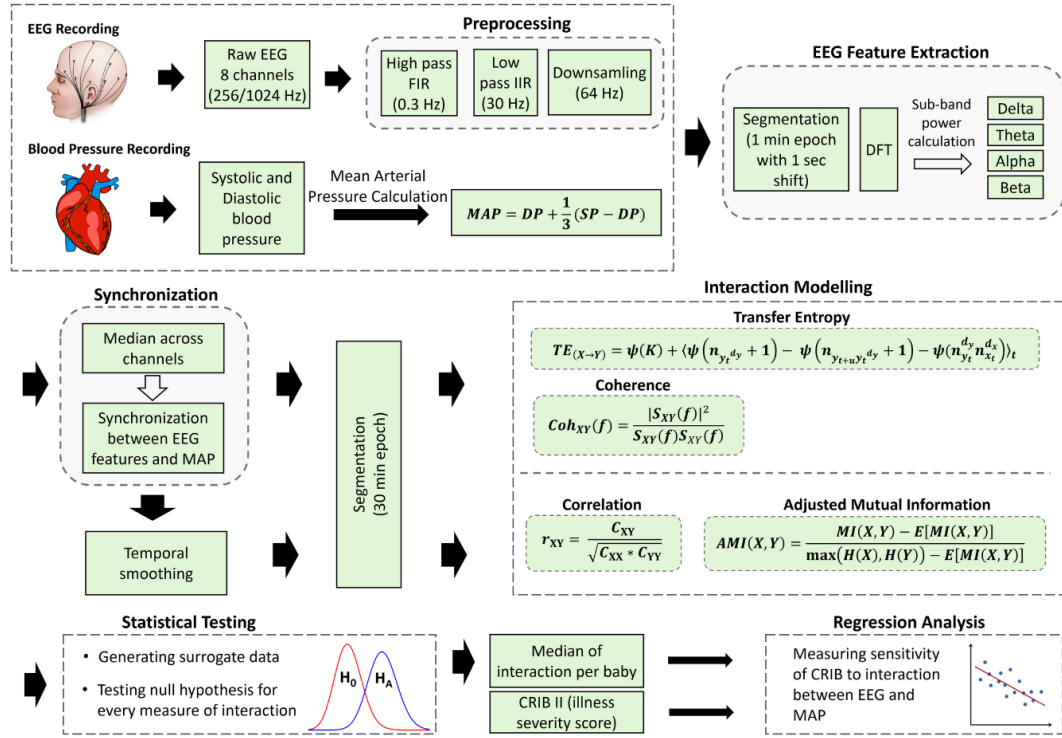 EEG Recording
Raw EEG
8 channels
(256/1024 Hz)
Preprocessing
High pass
FIR
(0.3 Hz)
Low
pass IIR
(30 Hz)
Downsamling
(64 Hz)
Blood Pressure Recording
Systolic and
Diastolic
blood
pressure
Mean Arterial
Pressure Calculation
MAP = DP + 1/3 (SP − DP)
EEG Feature Extraction
Segmentation
(1 min epoch
with 1 sec
shift)
DFT
Sub-band
power
calculation
Delta
Theta
Alpha
Beta
Synchronization
Median across
channels
Synchronization
between EEG
features and MAP
Temporal
smoothing
Segmentation
(30 min epoch)
Interaction Modelling
Transfer Entropy
TE_(X→Y) = ψ(K) + ⟨ψ(n_{y_t^{d_y}} + 1) − ψ(n_{y_{t+u} y_t^{d_y}} + 1) − ψ(n_{y_t}^{d_y} n_{x_t}^{d_x})⟩_t
Coherence
Coh_XY(f) = |S_XY(f)|² / S_XY(f)S_XY(f)
Correlation
r_XY = C_XY / √(C_XX * C_YY)
Adjusted Mutual Information
AMI(X, Y) = (MI(X, Y) − E[MI(X, Y)]) / (max(H(X), H(Y)) − E[MI(X, Y)])
Statistical Testing
• Generating surrogate data
• Testing null hypothesis for
every measure of interaction
H₀
H_A
Median of
interaction per baby
CRIB II (illness
severity score)
Regression Analysis
Measuring sensitivity
of CRIB to interaction
between EEG and
MAP